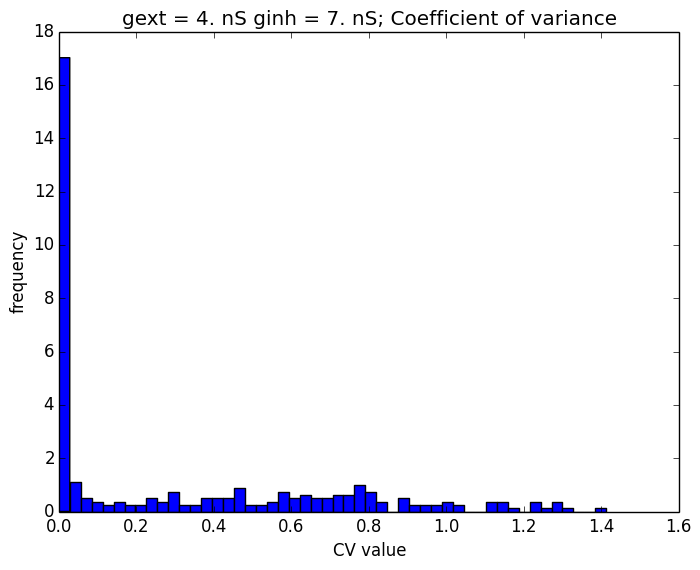 gext = 4. nS ginh = 7. nS; Coefficient of variance
18
16
14
12
10
8
6
4
2
0
frequency
0.0 0.2 0.4 0.6 0.8 1.0 1.2 1.4 1.6
CV value